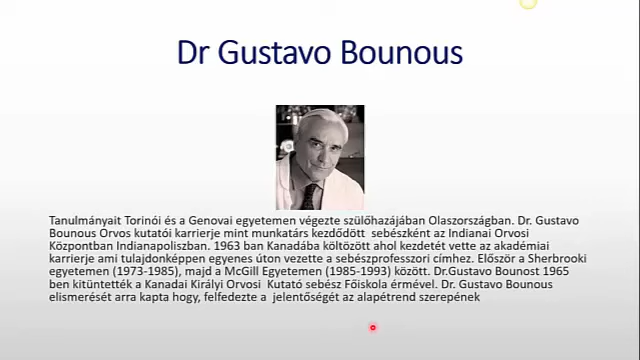 Dr Gustavo Bounous
Tanulmányait Torinói és a Genovai egyetemen végezte szülőhazájában Olaszországban. Dr. Gustavo
Bounous Orvos kutatói karrierje mint munkatárs kezdődött  sebészként az Indianai Orvosi
Központban Indianapoliszban. 1963 ban Kanadába költözött ahol kezdetét vette az akadémiai
karrierje ami tulajdonképpen egyenes úton vezette a sebészprofesszori címhez. Először a Sherbrooki
egyetemen (1973-1985), majd a McGill Egyetemen (1985-1993) között. Dr.Gustavo Bounost 1965
ben kitüntették a Kanadai Királyi Orvosi  Kutató sebész Főiskola érmével. Dr. Gustavo Bounous
elismerését arra kapta hogy, felfedezte a  jelentőségét az alapétrend szerepének